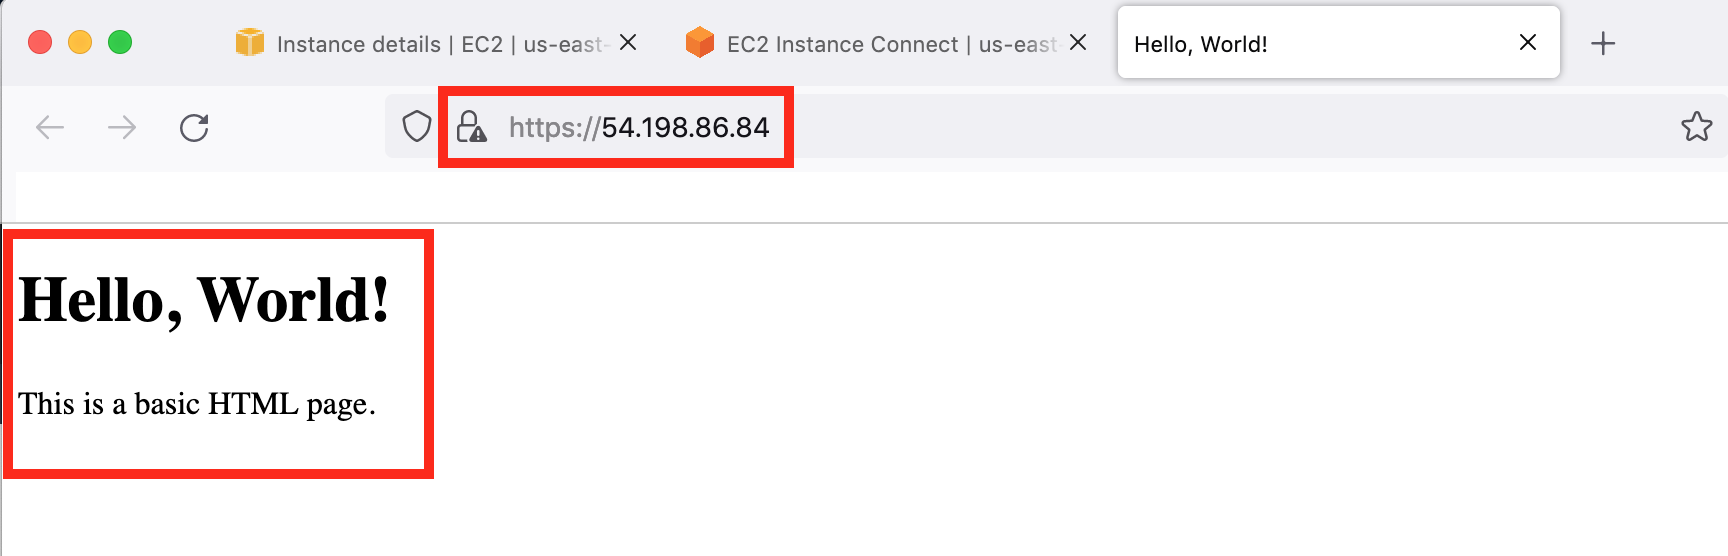 Instance details | EC2 | us-east-
EC2 Instance Connect | us-east-
Hello, World!
https://54.198.86.84
Hello, World!
This is a basic HTML page.